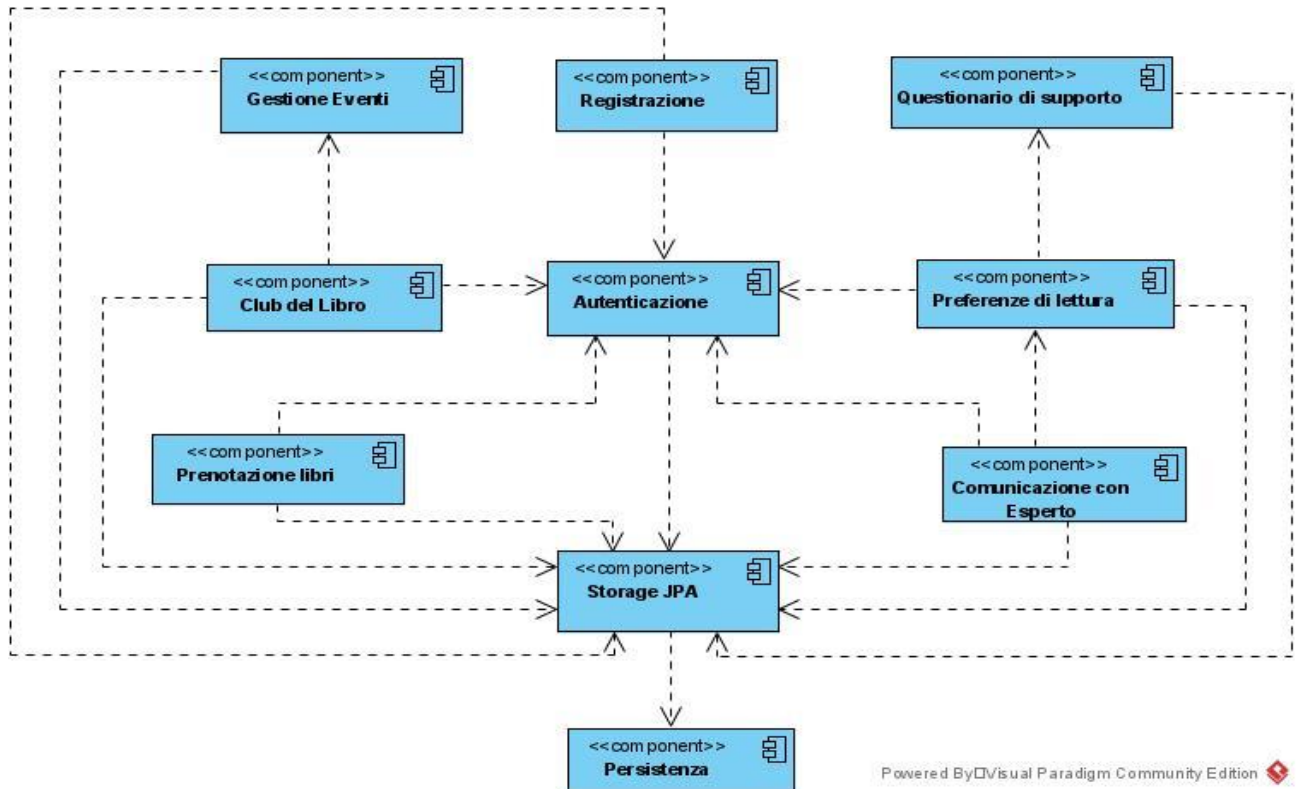 <<component>>
Gestione Eventi
<<component>>
Registrazione
<<component>>
Questionario di supporto
<<component>>
Club del Libro
<<component>>
Autenticazione
<<component>>
Preferenze di lettura
<<component>>
Prenotazione libri
<<component>>
Comunicazione con
Esperto
<<component>>
Storage JPA
<<component>>
Persistenza
Powered By□Visual Paradigm Community Edition